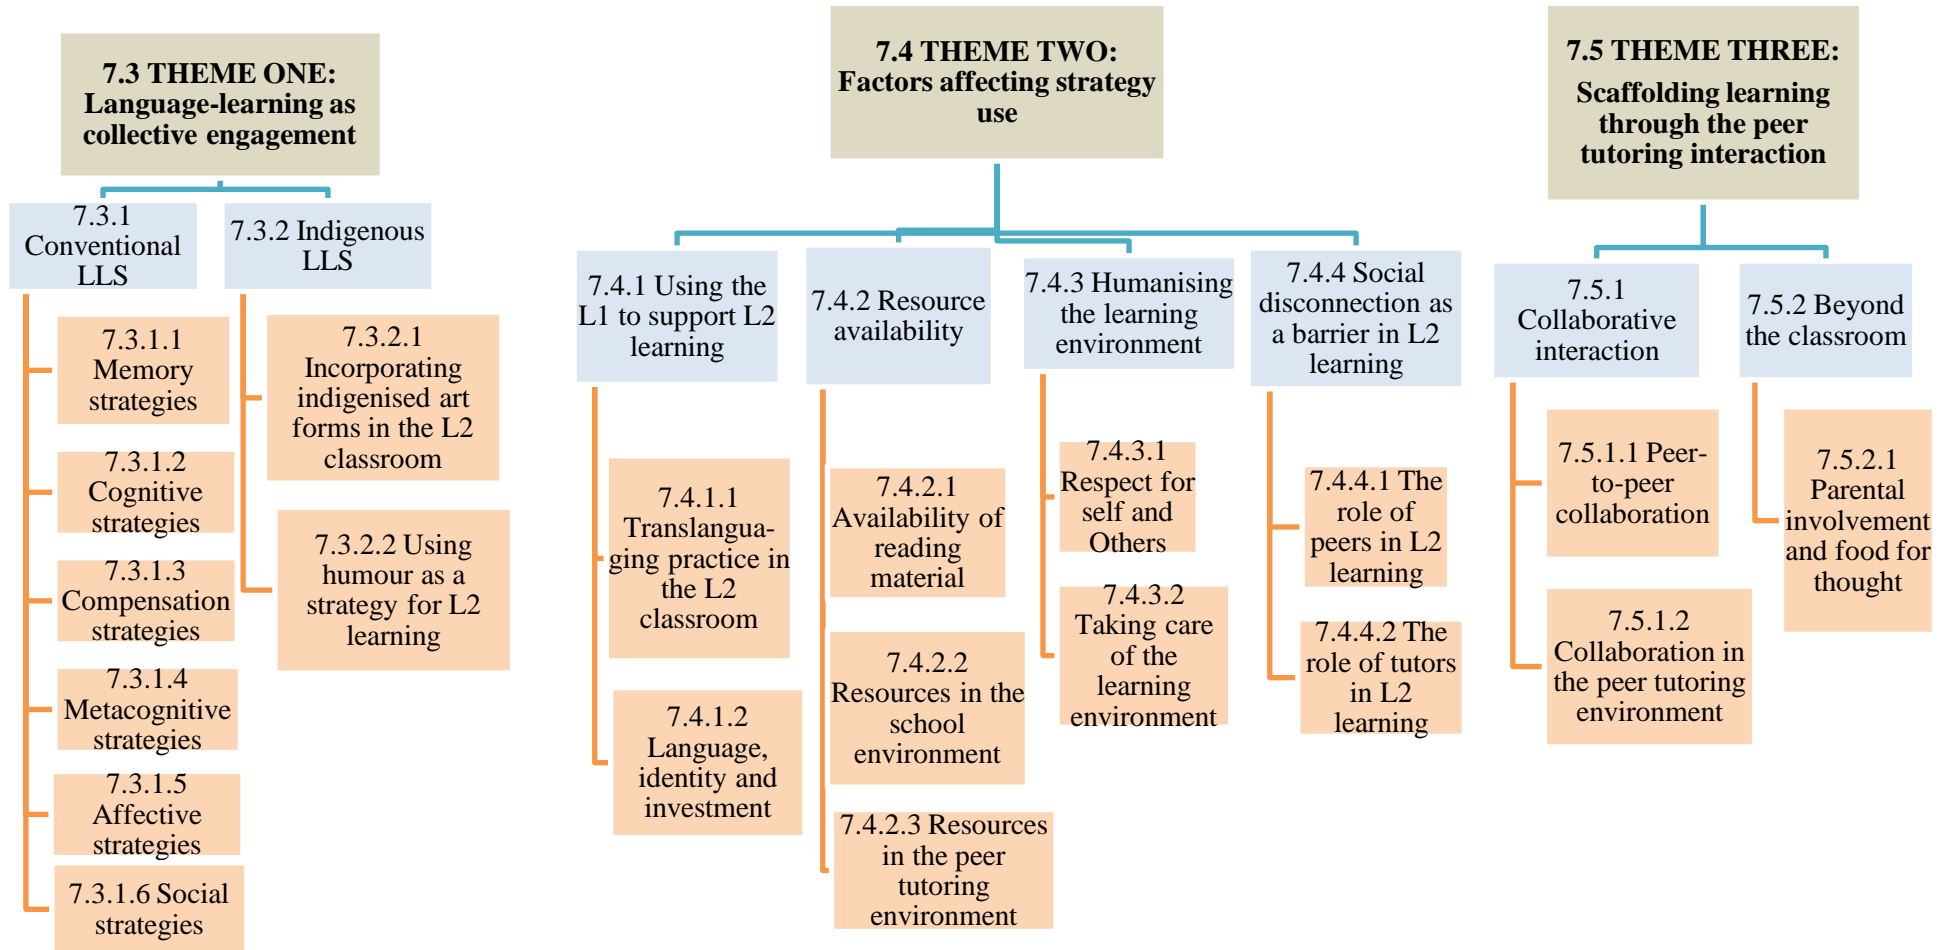 7.3 THEME ONE:
Language-learning as
collective engagement
7.3.1
Conventional
LLS
7.3.1.1
Memory
strategies
7.3.1.2
Cognitive
strategies
7.3.1.3
Compensation
strategies
7.3.1.4
Metacognitive
strategies
7.3.1.5
Affective
strategies
7.3.1.6 Social
strategies
7.3.2 Indigenous
LLS
7.3.2.1
Incorporating
indigenised art
forms in the L2
classroom
7.3.2.2 Using
humour as a
strategy for L2
learning
7.4 THEME TWO:
Factors affecting strategy
use
7.4.1 Using the
L1 to support L2
learning
7.4.1.1
Translangua-
ging practice in
the L2
classroom
7.4.1.2
Language,
identity and
investment
7.4.2 Resource
availability
7.4.2.1
Availability of
reading
material
7.4.2.2
Resources in the
school
environment
7.4.2.3 Resources
in the peer
tutoring
environment
7.4.3 Humanising
the learning
environment
7.4.3.1
Respect for
self and
Others
7.4.3.2
Taking care
of the
learning
environment
7.4.4 Social
disconnection as
a barrier in L2
learning
7.4.4.1 The
role of
peers in L2
learning
7.4.4.2 The
role of tutors
in L2
learning
7.5 THEME THREE:
Scaffolding learning
through the peer
tutoring interaction
7.5.1
Collaborative
interaction
7.5.1.1 Peer-
to-peer
collaboration
7.5.1.2
Collaboration in
the peer tutoring
environment
7.5.2 Beyond
the classroom
7.5.2.1
Parental
involvement
and food for
thought